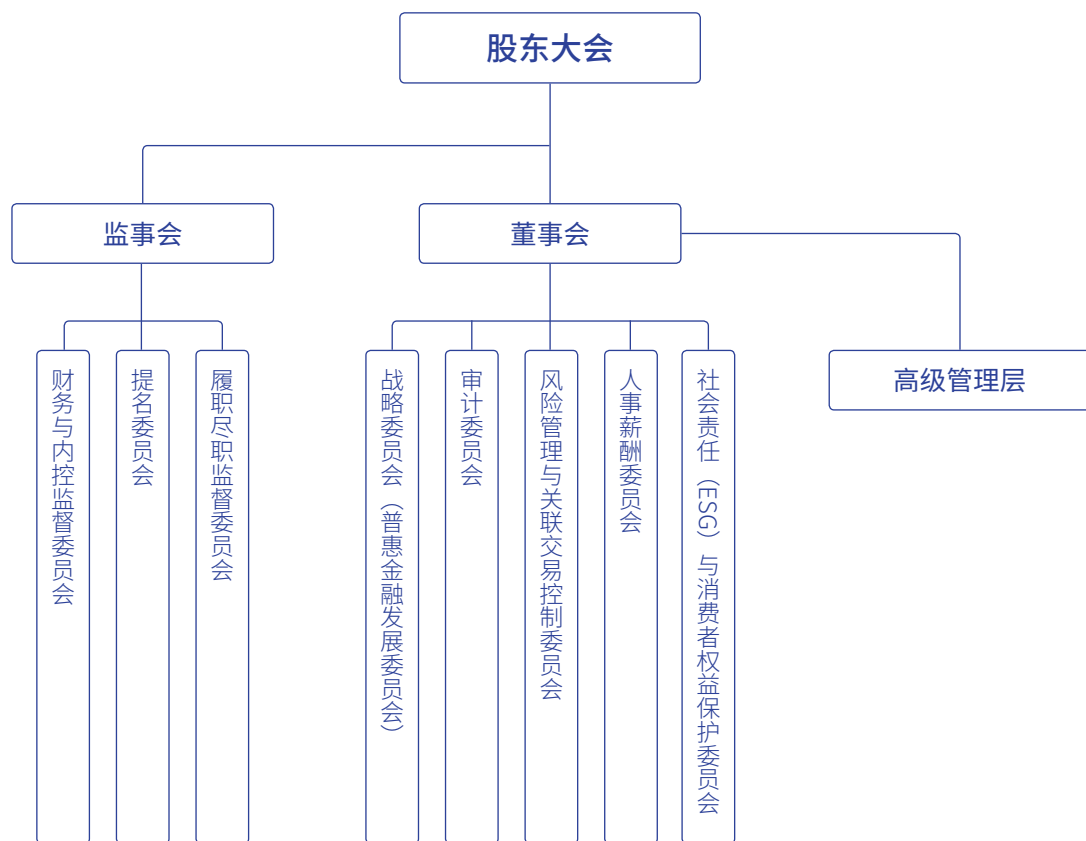 股东大会
监事会
董事会
高级管理层
财务与内控监督委员会
提名委员会
履职尽职监督委员会
战略委员会（普惠金融发展委员会）
审计委员会
风险管理与关联交易控制委员会
人事薪酬委员会
社会责任（ESG）与消费者权益保护委员会